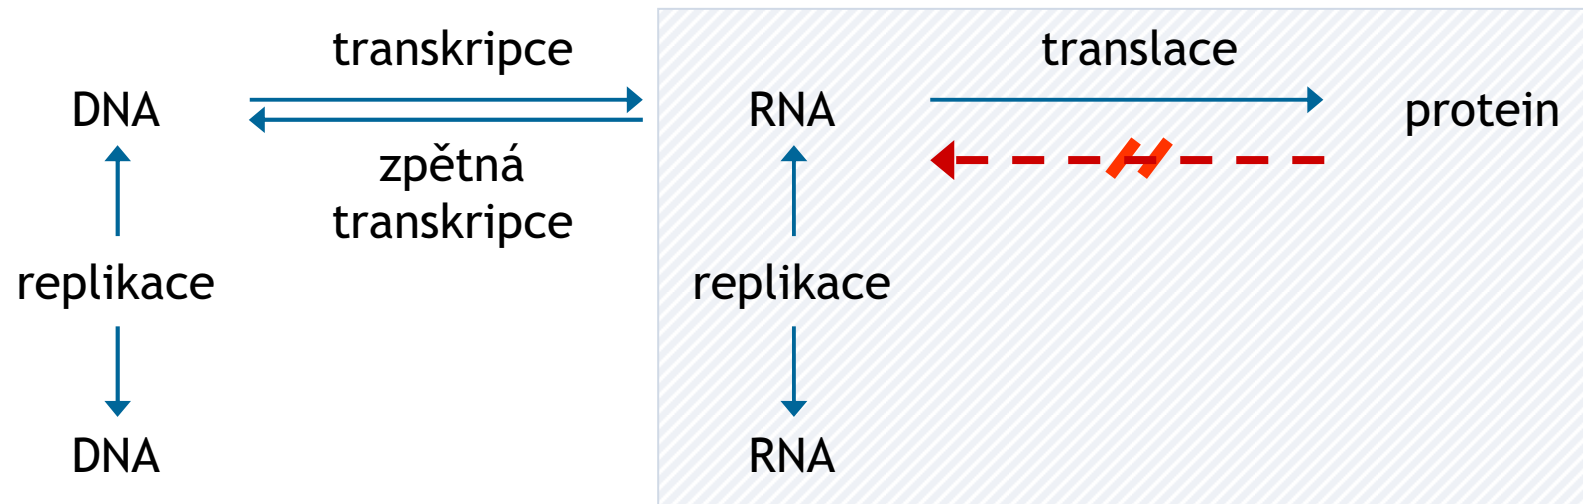 transkripce
translace
DNA
RNA
protein
zpětná
transkripce
replikace
replikace
DNA
RNA